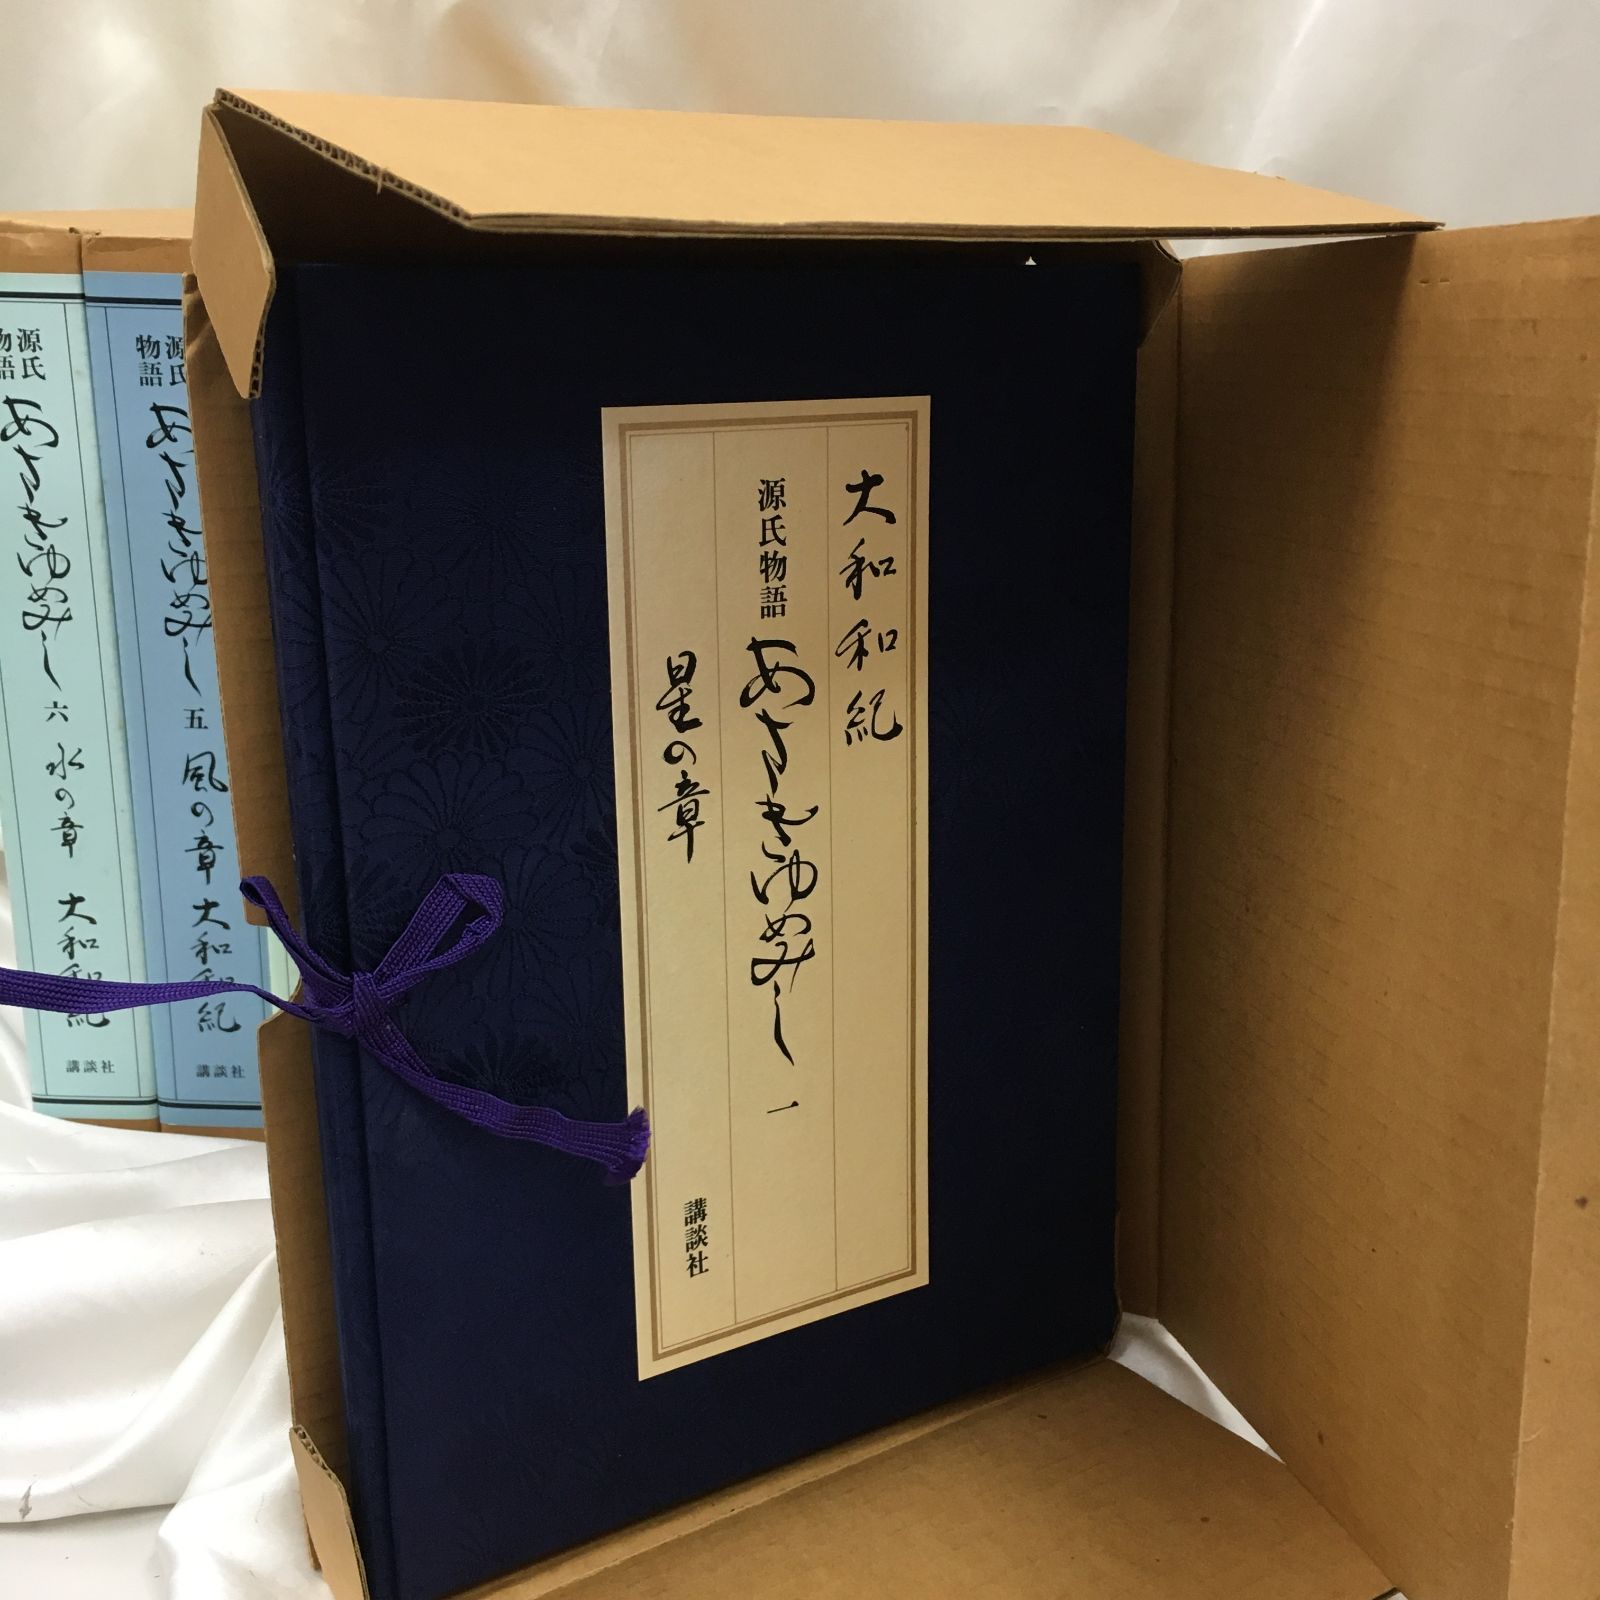 大和和紀
源氏物語 あさきゆめみし 一
星の章
講談社
源氏物語 あさきゆめみし 五 風の章 大和和紀
講談社
源氏物語 あさきゆめみし 六 水の章 大和和紀
講談社